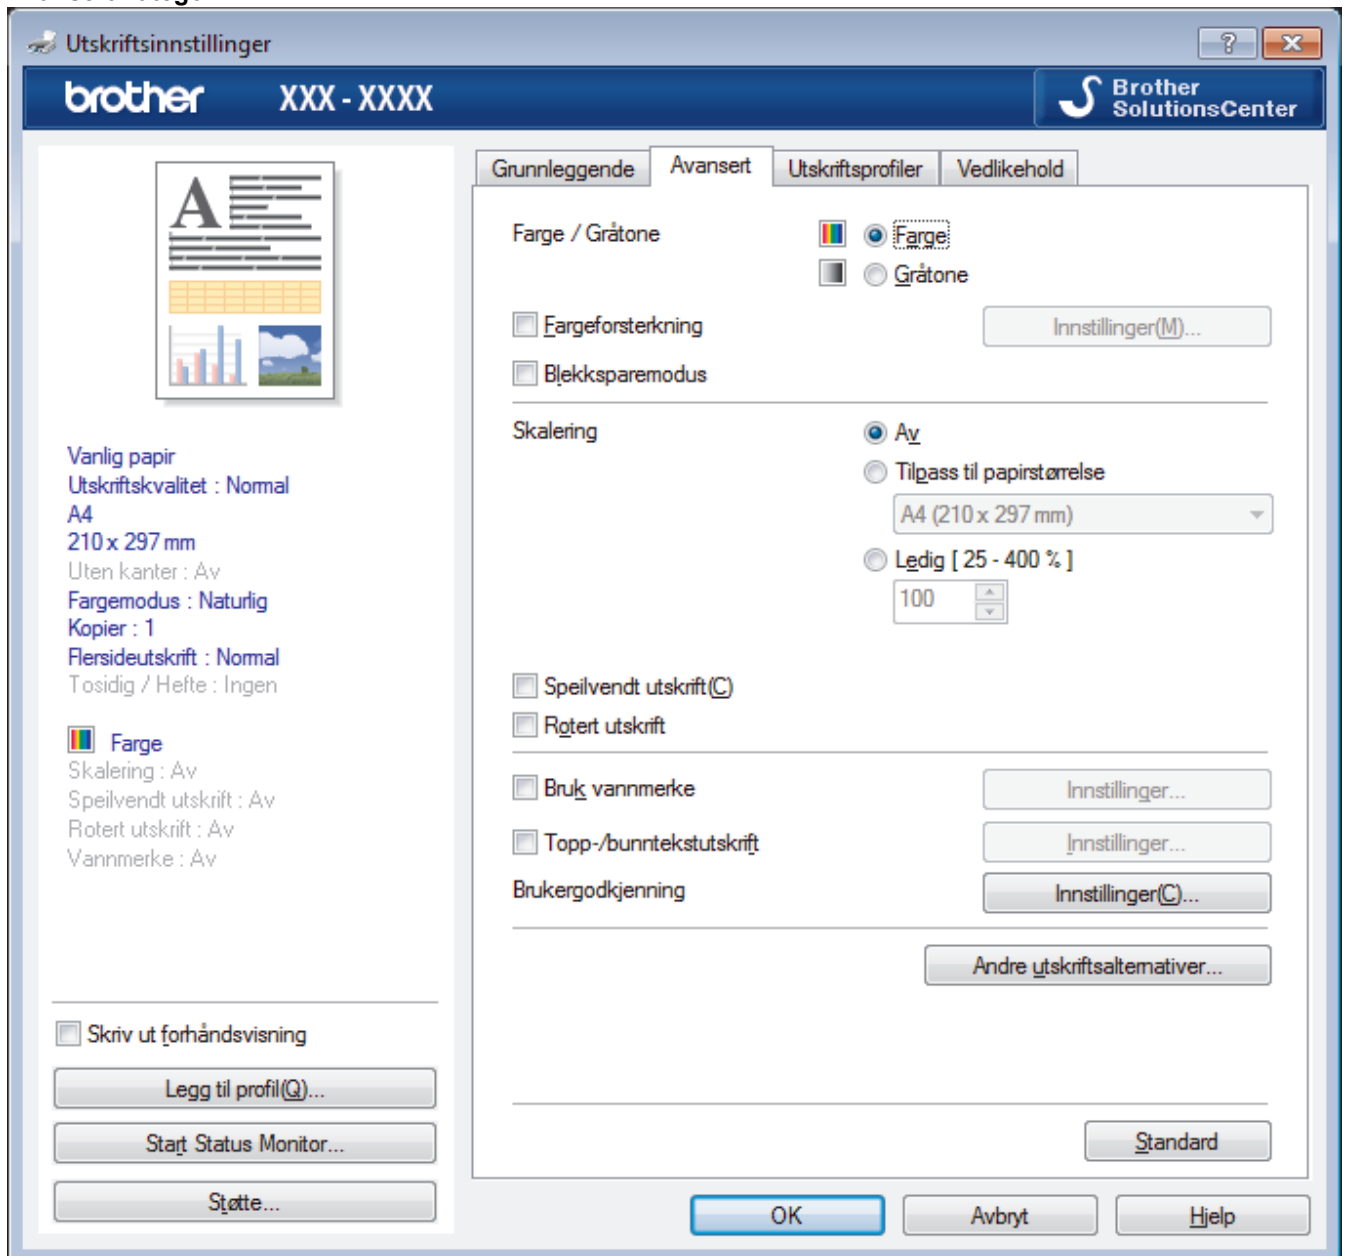 Utskriftsinnstillinger
brother XXX - XXXX
Brother
SolutionsCenter
A
Vanlig papir
Utskriftskvalitet : Normal
A4
210 x 297 mm
Uten kanter : Av
Fargemodus : Naturlig
Kopier : 1
Flersideutskrift : Normal
Tosidig / Hefte : Ingen
Farge
Skalering : Av
Speilvendt utskrift : Av
Rotert utskrift : Av
Vannmerke : Av
Skriv ut forhåndsvisning
Legg til profil(Q)...
Start Status Monitor...
Støtte...
Grunnleggende Avansert Utskriftsprofiler Vedlikehold
Farge / Gråtone Farge
Gråtone
Fargeforsterkning Innstillinger(M)...
Blekksparemodus
Skalering Av
Tilpass til papirstørrelse
A4 (210 x 297 mm)
Ledig [ 25 - 400 % ]
100
Speilvendt utskrift(C)
Rotert utskrift
Bruk vannmerke Innstillinger...
Topp-/bunntekstutskrift Innstillinger...
Brukergodkjenning Innstillinger(C)...
Andre utskriftsalternativer...
Standard
OK Avbryt Hjelp